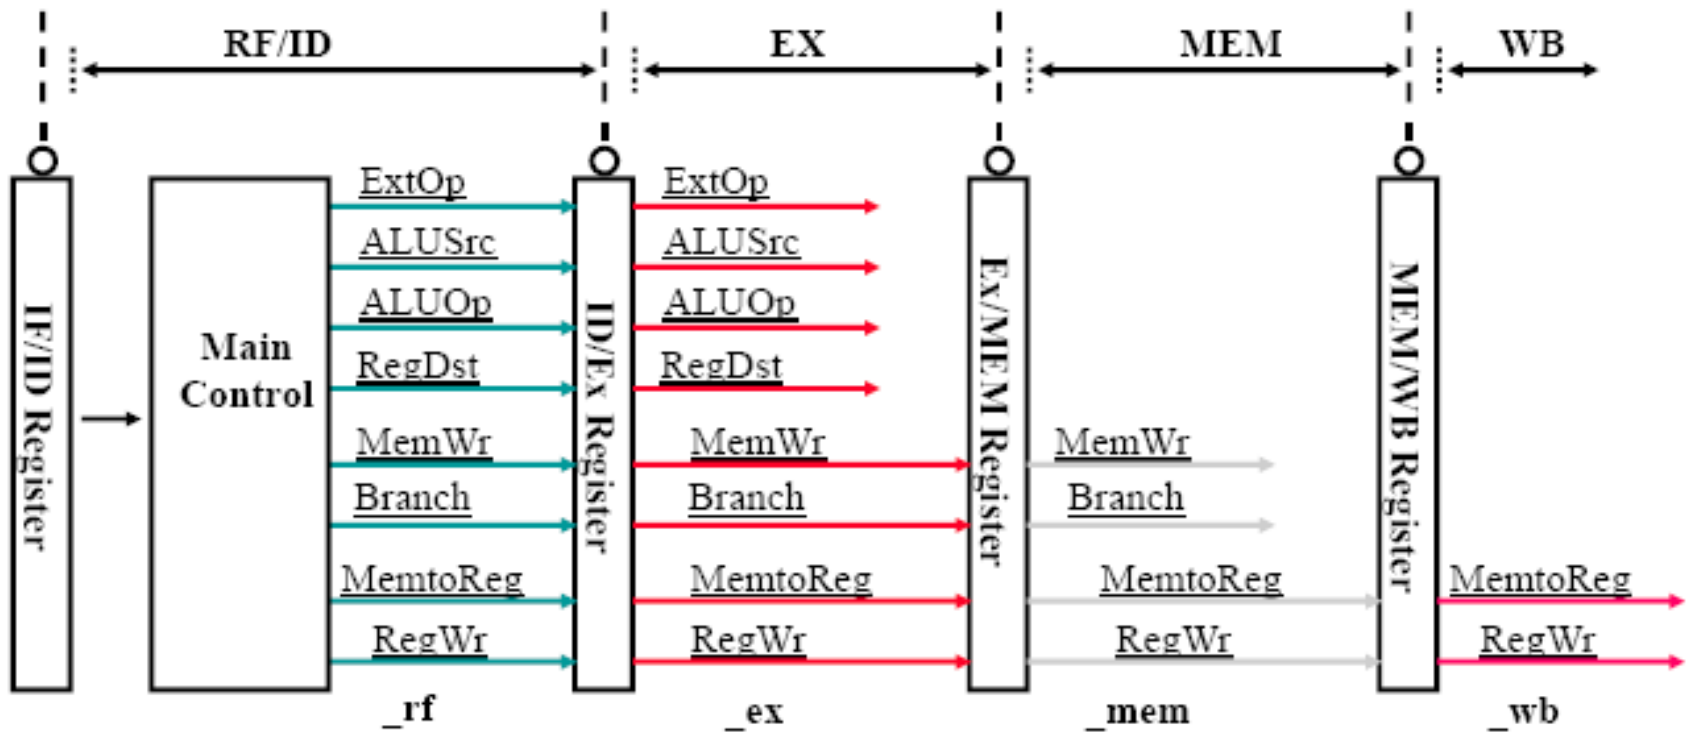 RF/ID EX MEM WB
ExtOp ExtOp
ALUSrc ALUSrc
ALUOp ALUOp
RegDst RegDst
MemWr MemWr MemWr
Branch Branch Branch
MemtoReg MemtoReg MemtoReg MemtoReg
RegWr RegWr RegWr RegWr
IF/ID Register
Main
Control
ID/Ex Register
Ex/MEM Register
MEM/WB Register
_rf _ex _mem _wb